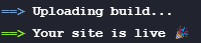 ==> Uploading build...
==> Your site is live 🎉